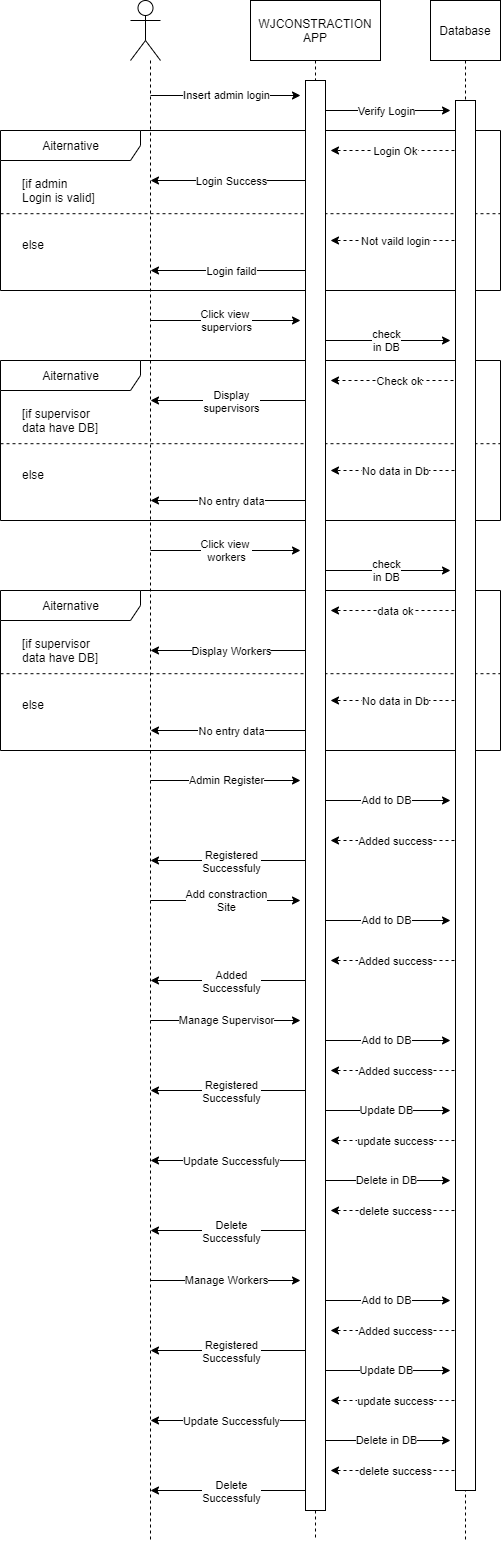 WJCONSTRACTION
APP
Database
Insert admin login
Verify Login
Aiternative
Login Ok
[if admin
Login is valid]
Login Success
else
Not vaild login
Login faild
Click view
superviors
check
in DB
Aiternative
Check ok
Display
supervisors
[if supervisor
data have DB]
else
No data in Db
No entry data
Click view
workers
check
in DB
Aiternative
data ok
[if supervisor
data have DB]
Display Workers
else
No data in Db
No entry data
Admin Register
Add to DB
Added success
Registered
Successfuly
Add constraction
Site
Add to DB
Added success
Added
Successfuly
Manage Supervisor
Add to DB
Added success
Registered
Successfuly
Update DB
update success
Update Successfuly
Delete in DB
delete success
Delete
Successfuly
Manage Workers
Add to DB
Added success
Registered
Successfuly
Update DB
update success
Update Successfuly
Delete in DB
delete success
Delete
Successfuly